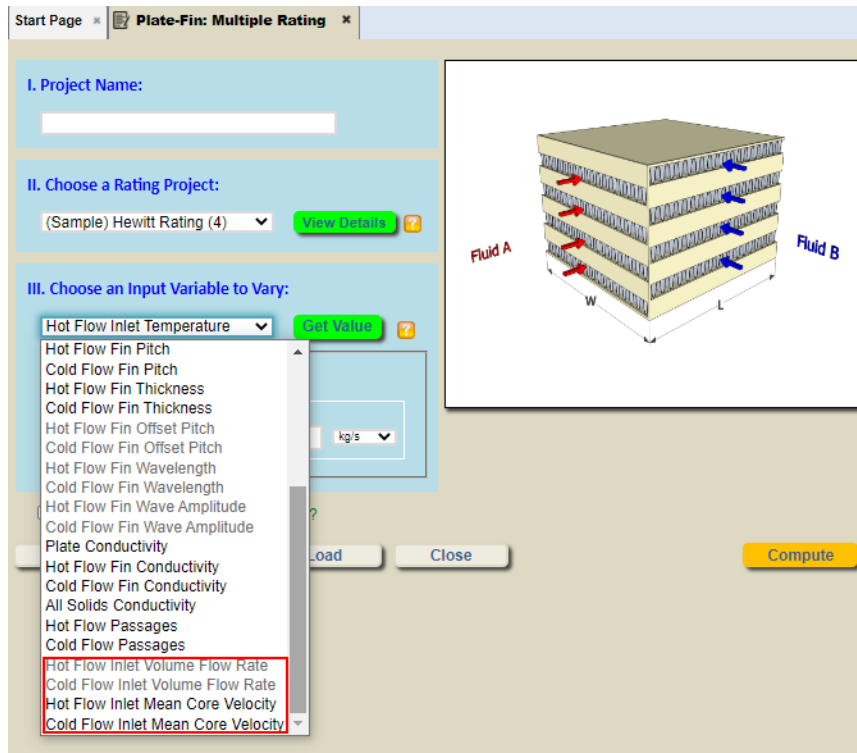 Start Page
Plate-Fin: Multiple Rating
I. Project Name:
II. Choose a Rating Project:
(Sample) Hewitt Rating (4)
View Details
?
III. Choose an Input Variable to Vary:
Hot Flow Inlet Temperature
Get Value
?
Hot Flow Fin Pitch
Cold Flow Fin Pitch
Hot Flow Fin Thickness
Cold Flow Fin Thickness
Hot Flow Fin Offset Pitch
Cold Flow Fin Offset Pitch
kg/s
Hot Flow Fin Wavelength
Cold Flow Fin Wavelength
Hot Flow Fin Wave Amplitude
?
Cold Flow Fin Wave Amplitude
Plate Conductivity
Hot Flow Fin Conductivity
Cold Flow Fin Conductivity
All Solids Conductivity
Hot Flow Passages
Cold Flow Passages
Hot Flow Inlet Volume Flow Rate
Cold Flow Inlet Volume Flow Rate
Hot Flow Inlet Mean Core Velocity
Cold Flow Inlet Mean Core Velocity
Close
Compute
Fluid A
Fluid B
W
L